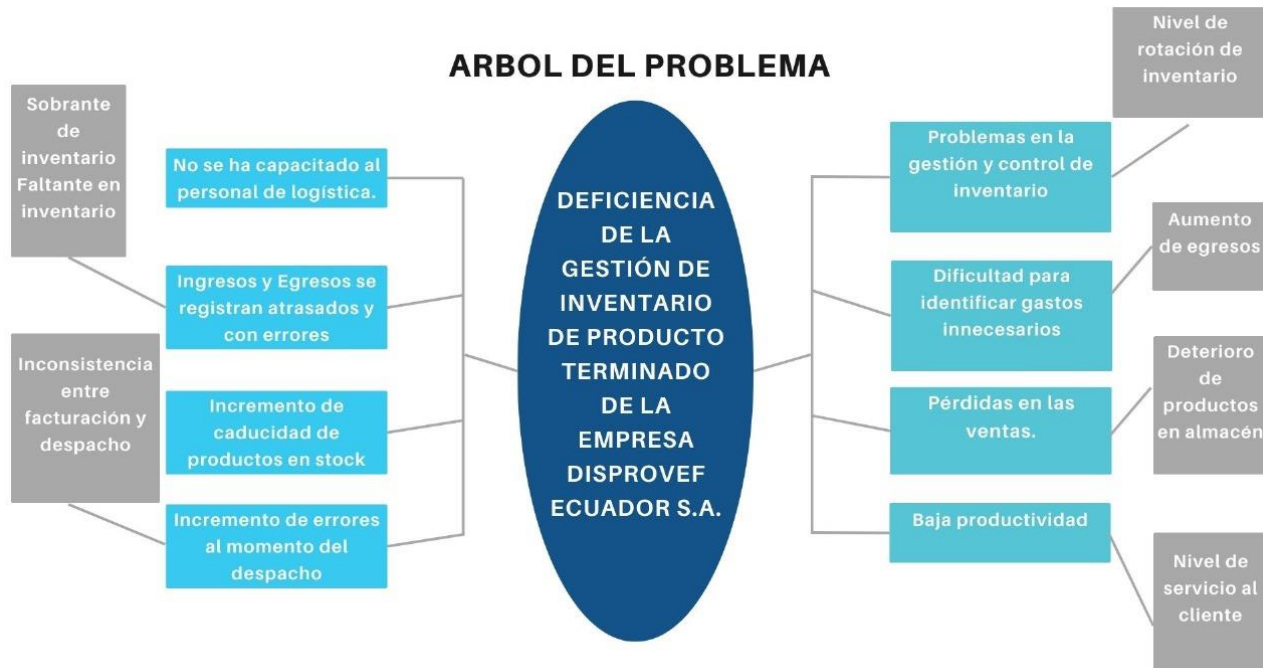 ARBOL DEL PROBLEMA
Sobrante
de
inventario
Faltante en
inventario
Inconsistencia
entre
facturación y
despacho
No se ha capacitado al
personal de logística.
Ingresos y Egresos se
registran atrasados y
con errores
Incremento de
caducidad de
productos en stock
Incremento de errores
al momento del
despacho
DEFICIENCIA
DE LA
GESTIÓN DE
INVENTARIO
DE PRODUCTO
TERMINADO
DE LA
EMPRESA
DISPROVEF
ECUADOR S.A.
Problemas en la
gestión y control de
inventario
Dificultad para
identificar gastos
innecesarios
Pérdidas en las
ventas.
Baja productividad
Nivel de
rotación de
inventario
Aumento
de egresos
Deterioro
de
productos
en almacén
Nivel de
servicio al
cliente